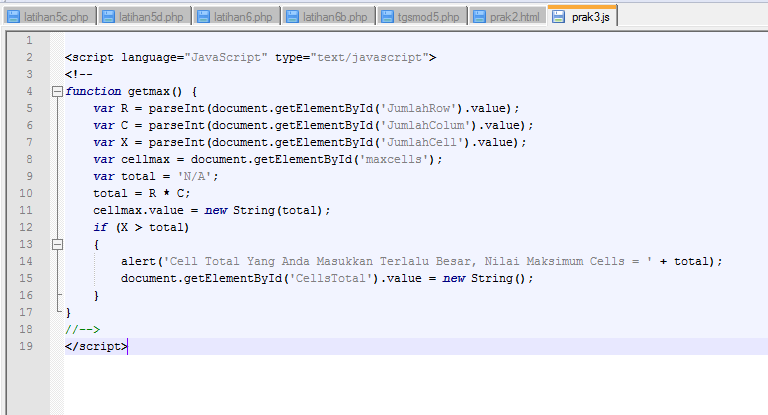 latihan5c.php latihan5d.php latihan6.php latihan6b.php tgsmod5.php prak2.html prak3.js
1
2 <script language="JavaScript" type="text/javascript">
3 <!--
4 function getmax() {
5 var R = parseInt(document.getElementById('JumlahRow').value);
6 var C = parseInt(document.getElementById('JumlahColum').value);
7 var X = parseInt(document.getElementById('JumlahCell').value);
8 var cellmax = document.getElementById('maxcells');
9 var total = 'N/A';
10 total = R * C;
11 cellmax.value = new String(total);
12 if (X > total)
13 {
14 alert('Cell Total Yang Anda Masukkan Terlalu Besar, Nilai Maksimum Cells = ' + total);
15 document.getElementById('CellsTotal').value = new String();
16 }
17 }
18 //-->
19 </script>